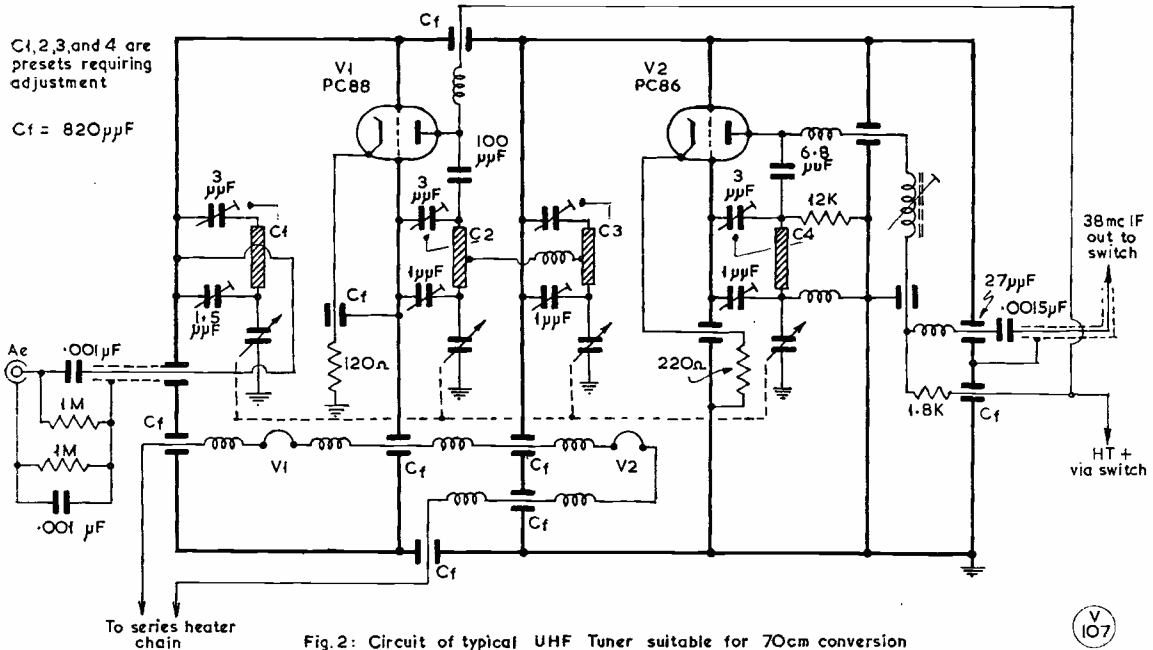 C1,2,3,and 4 are
presets requiring
adjustment
Cf = 820µµF
Cf
V1
PC88
V2
PC86
100
µµF
6·8
µµF
3
µµF
C1
3
µµF
C2
C3
3
µµF
12K
C4
38mc IF
out to
switch
1·5
µµF
1µµF
1µµF
1µµF
27µµF
·0015µF
Ae
·001µF
Cf
120Ω
220Ω
1.8K
Cf
1M
1M
·001 µF
Cf
V1
Cf
Cf
V2
Cf
Cf
HT +
via switch
To series heater
chain
Fig.2: Circuit of typical UHF Tuner suitable for 70cm conversion
V
107